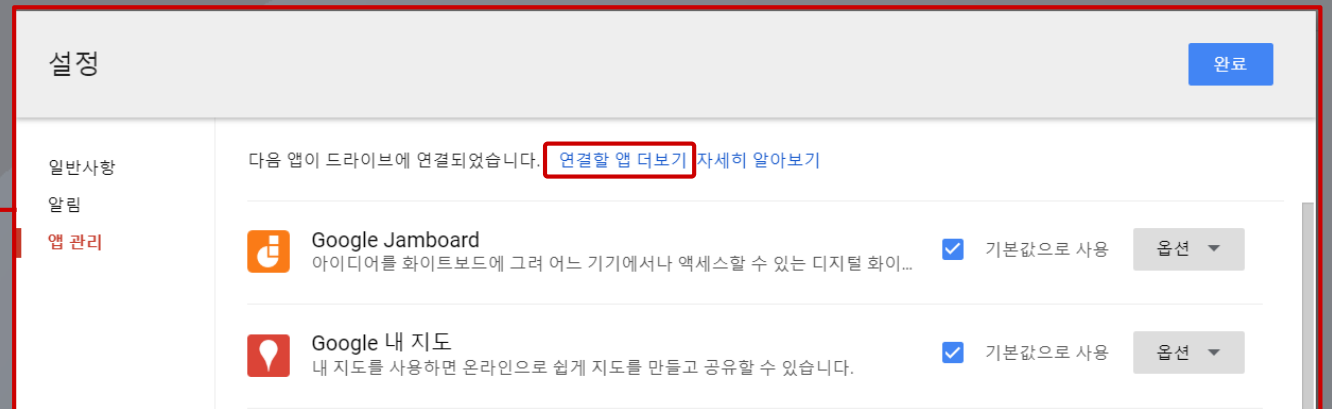 설정
완료
일반사항
알림
앱 관리
다음 앱이 드라이브에 연결되었습니다. 연결할 앱 더보기 자세히 알아보기
Google Jamboard
아이디어를 화이트보드에 그려 어느 기기에서나 액세스할 수 있는 디지털 화이...
기본값으로 사용
옵션
Google 내 지도
내 지도를 사용하면 온라인으로 쉽게 지도를 만들고 공유할 수 있습니다.
기본값으로 사용
옵션